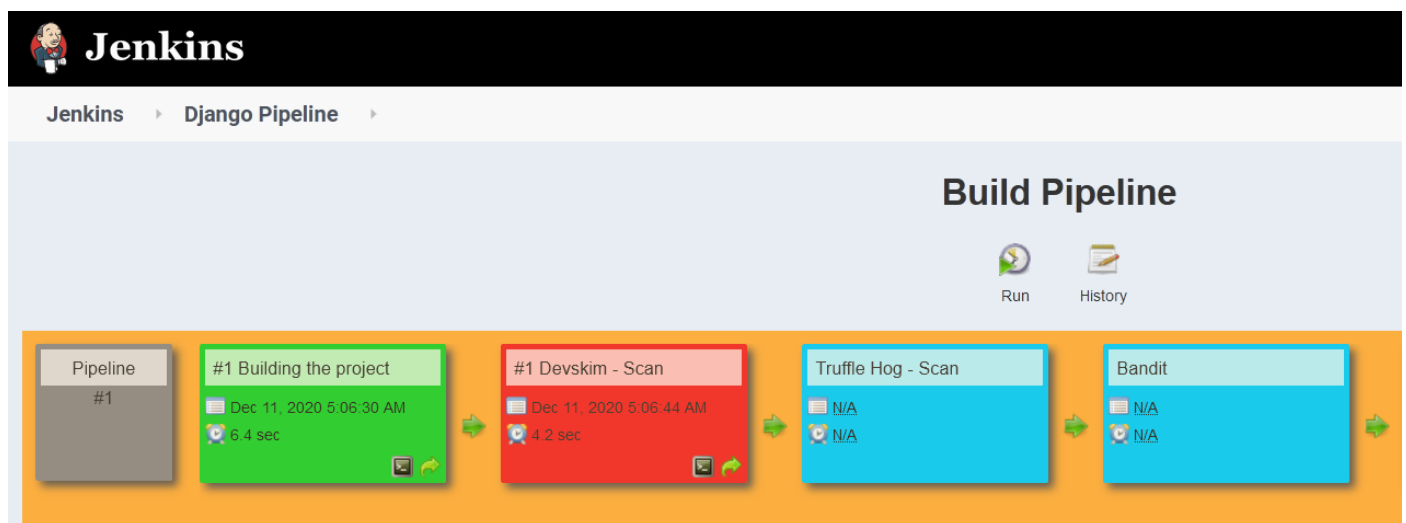 Jenkins
Jenkins Django Pipeline
Build Pipeline
Run History
Pipeline
#1
#1 Building the project
Dec 11, 2020 5:06:30 AM
6.4 sec
#1 Devskim - Scan
Dec 11, 2020 5:06:44 AM
4.2 sec
Truffle Hog - Scan
N/A
N/A
Bandit
N/A
N/A